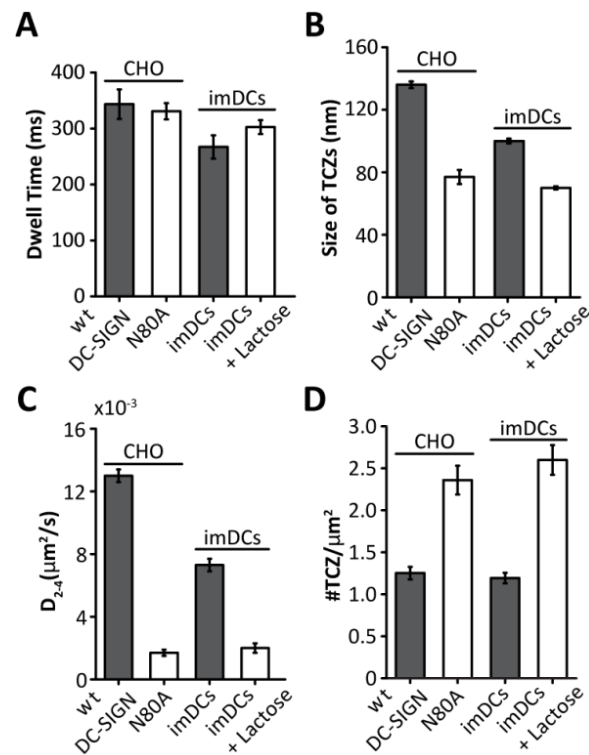 A
CHO
imDCs
Dwell Time (ms)
400
300
200
100
0
wt
DC-SIGN
N80A
imDCs
imDCs
+ Lactose
B
CHO
imDCs
Size of TCZs (nm)
160
120
80
40
0
wt
DC-SIGN
N80A
imDCs
imDCs
+ Lactose
C
x10⁻³
CHO
imDCs
D₂₋₄(µm²/s)
16
12
8
4
0
wt
DC-SIGN
N80A
imDCs
imDCs
+ Lactose
D
CHO
imDCs
#TCZ/µm²
3.0
2.5
2.0
1.5
1.0
0.5
0
wt
DC-SIGN
N80A
imDCs
imDCs
+ Lactose